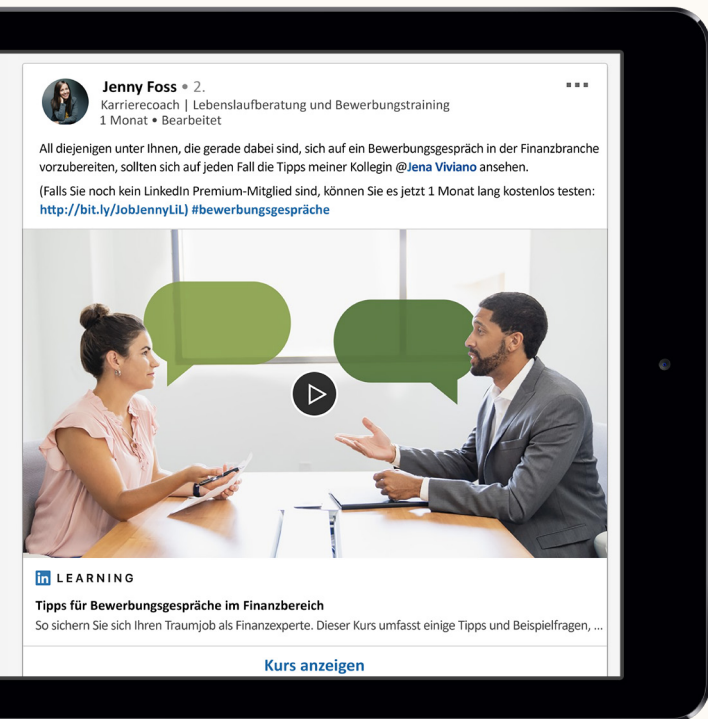 Jenny Foss • 2.
Karrierecoach | Lebenslaufberatung und Bewerbungstraining
1 Monat • Bearbeitet
All diejenigen unter Ihnen, die gerade dabei sind, sich auf ein Bewerbungsgespräch in der Finanzbranche
vorzubereiten, sollten sich auf jeden Fall die Tipps meiner Kollegin @Jena Viviano ansehen.
(Falls Sie noch kein LinkedIn Premium-Mitglied sind, können Sie es jetzt 1 Monat lang kostenlos testen:
http://bit.ly/JobJennyLiL) #bewerbungsgespräche
in LEARNING
Tipps für Bewerbungsgespräche im Finanzbereich
So sichern Sie sich Ihren Traumjob als Finanzexperte. Dieser Kurs umfasst einige Tipps und Beispielfragen, ...
Kurs anzeigen